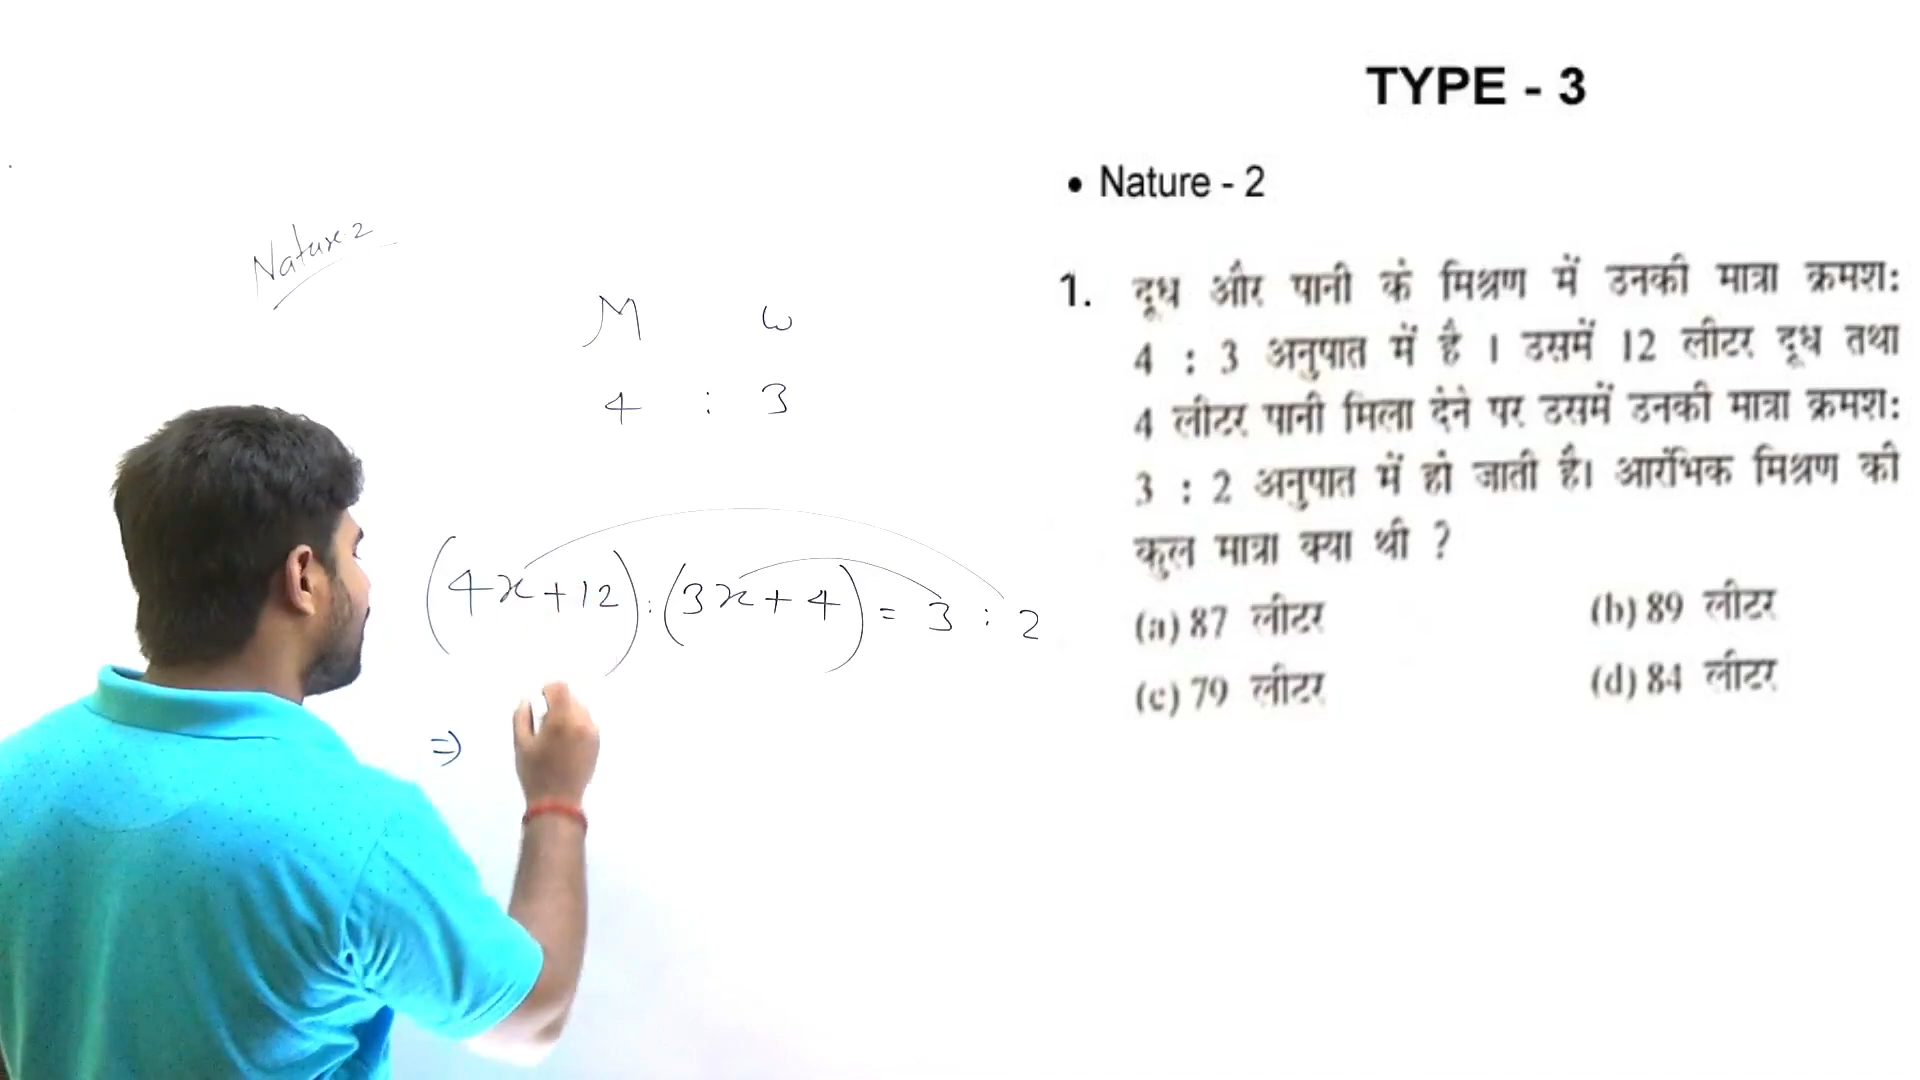 TYPE - 3
• Nature - 2
Nature 2
M w
4 : 3
(4x+12):(3x+4) = 3 : 2
⇒
1. दूध और पानी के मिश्रण में उनकी मात्रा क्रमश:
4 : 3 अनुपात में है । उसमें 12 लीटर दूध तथा
4 लीटर पानी मिला देने पर उसमें उनकी मात्रा क्रमश:
3 : 2 अनुपात में हो जाती है। आरंभिक मिश्रण की
कुल मात्रा क्या थी ?
(a) 87 लीटर (b) 89 लीटर
(c) 79 लीटर (d) 84 लीटर